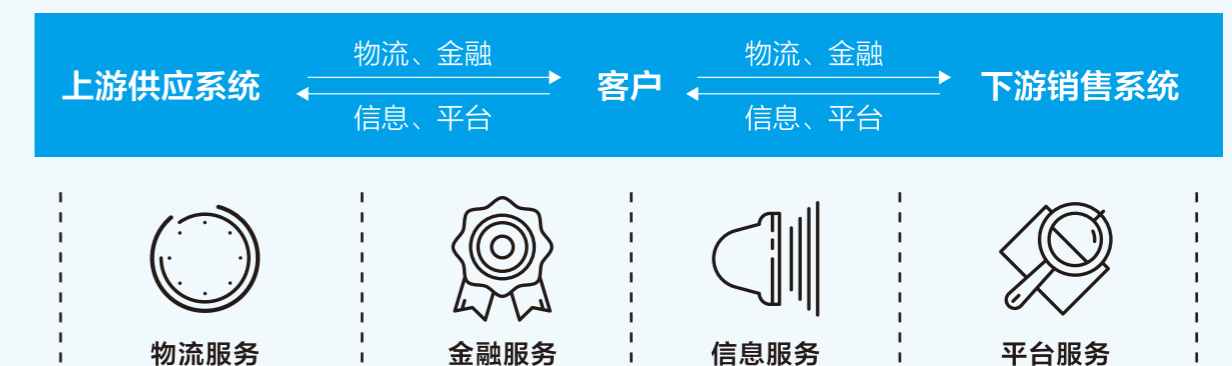 物流、金融
物流、金融
上游供应系统
客户
下游销售系统
信息、平台
信息、平台
物流服务
金融服务
信息服务
平台服务